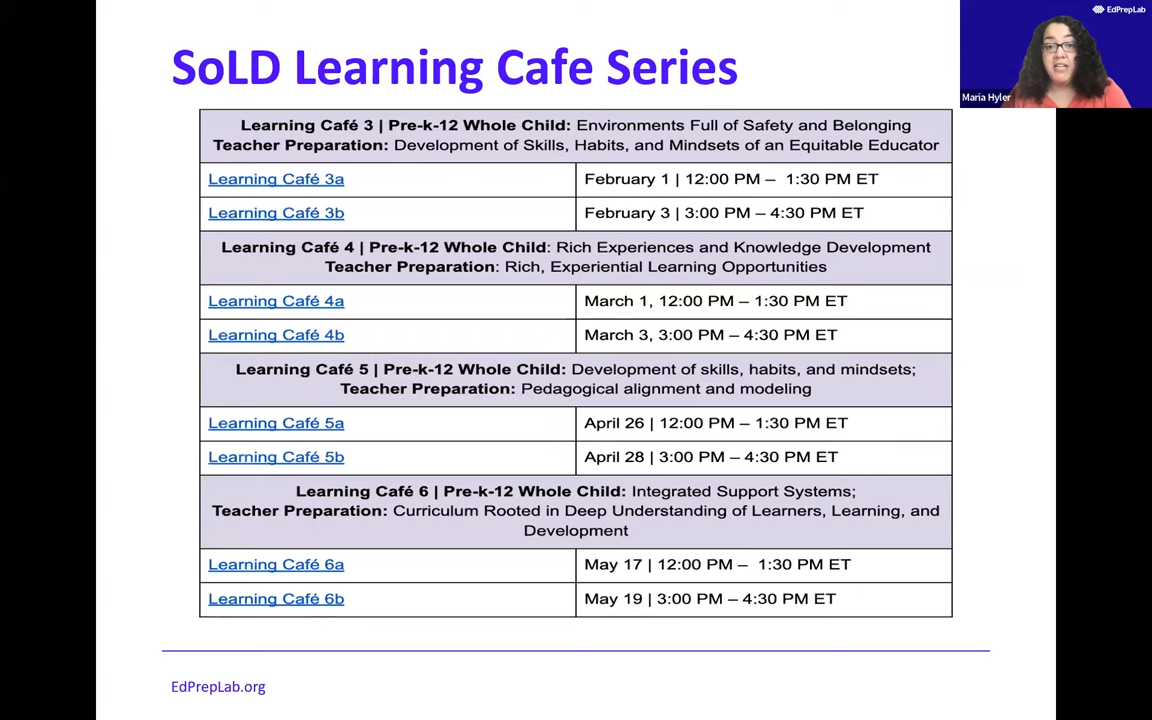 EdPrepLab
SoLD Learning Cafe Series
Maria Hyler
Learning Café 3 | Pre-k-12 Whole Child: Environments Full of Safety and Belonging
Teacher Preparation: Development of Skills, Habits, and Mindsets of an Equitable Educator
Learning Café 3a
February 1 | 12:00 PM – 1:30 PM ET
Learning Café 3b
February 3 | 3:00 PM – 4:30 PM ET
Learning Café 4 | Pre-k-12 Whole Child: Rich Experiences and Knowledge Development
Teacher Preparation: Rich, Experiential Learning Opportunities
Learning Café 4a
March 1, 12:00 PM – 1:30 PM ET
Learning Café 4b
March 3, 3:00 PM – 4:30 PM ET
Learning Café 5 | Pre-k-12 Whole Child: Development of skills, habits, and mindsets;
Teacher Preparation: Pedagogical alignment and modeling
Learning Café 5a
April 26 | 12:00 PM – 1:30 PM ET
Learning Café 5b
April 28 | 3:00 PM – 4:30 PM ET
Learning Café 6 | Pre-k-12 Whole Child: Integrated Support Systems;
Teacher Preparation: Curriculum Rooted in Deep Understanding of Learners, Learning, and
Development
Learning Café 6a
May 17 | 12:00 PM – 1:30 PM ET
Learning Café 6b
May 19 | 3:00 PM – 4:30 PM ET
EdPrepLab.org